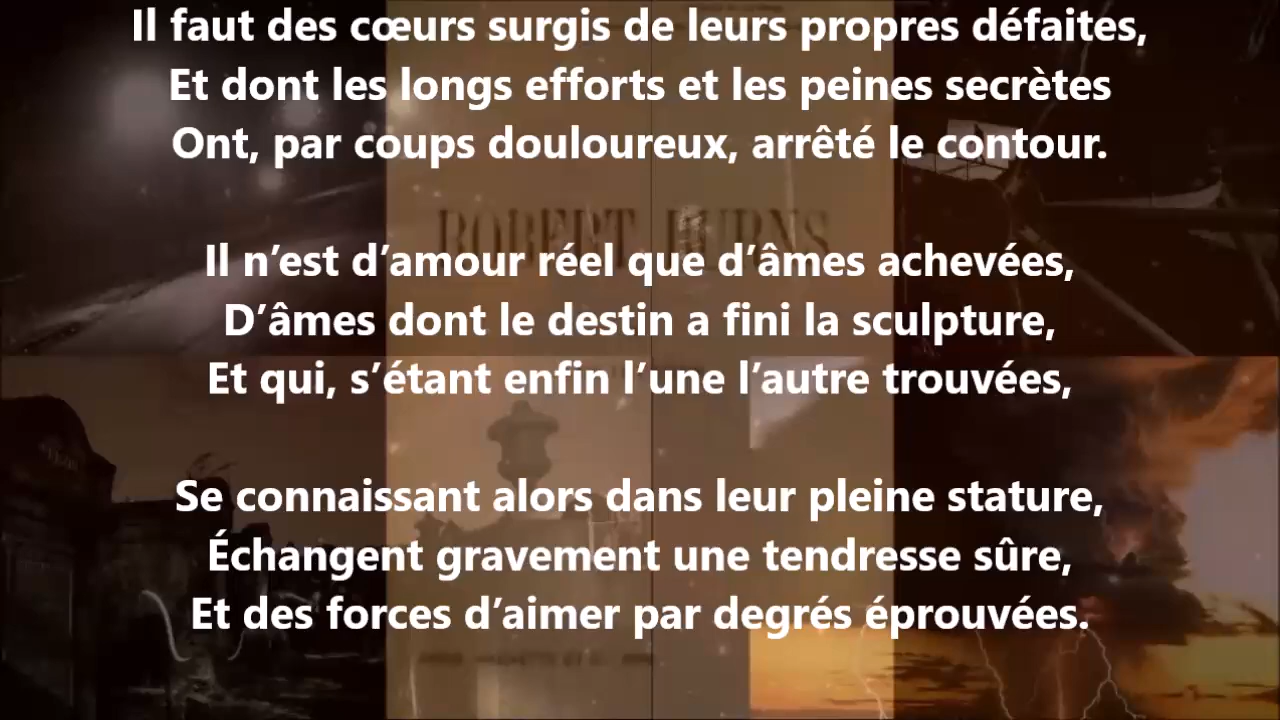 Il faut des cœurs surgis de leurs propres défaites,
Et dont les longs efforts et les peines secrètes
Ont, par coups douloureux, arrêté le contour.
Il n’est d’amour réel que d’âmes achevées,
D’âmes dont le destin a fini la sculpture,
Et qui, s’étant enfin l’une l’autre trouvées,
Se connaissant alors dans leur pleine stature,
Échangent gravement une tendresse sûre,
Et des forces d’aimer par degrés éprouvées.
ROBERT BURNS